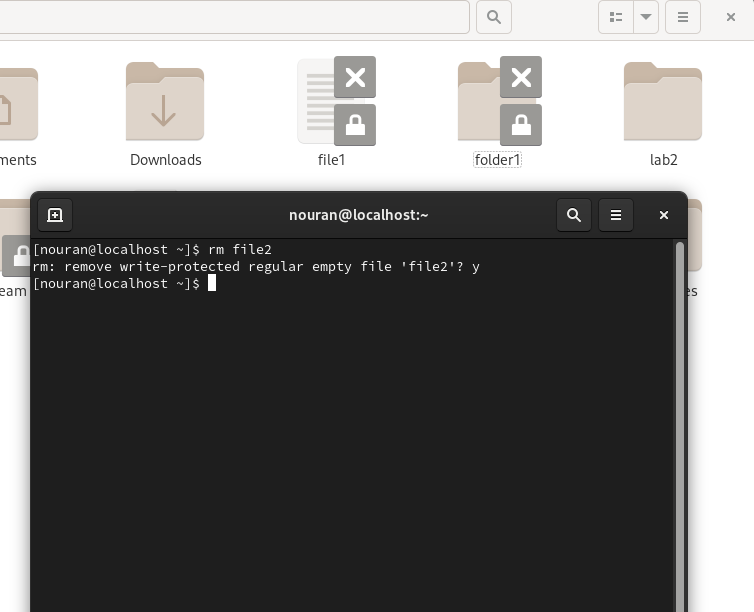 ments
Downloads
file1
folder1
lab2
eam
es
nouran@localhost:~
[nouran@localhost ~]$ rm file2
rm: remove write-protected regular empty file 'file2'? y
[nouran@localhost ~]$